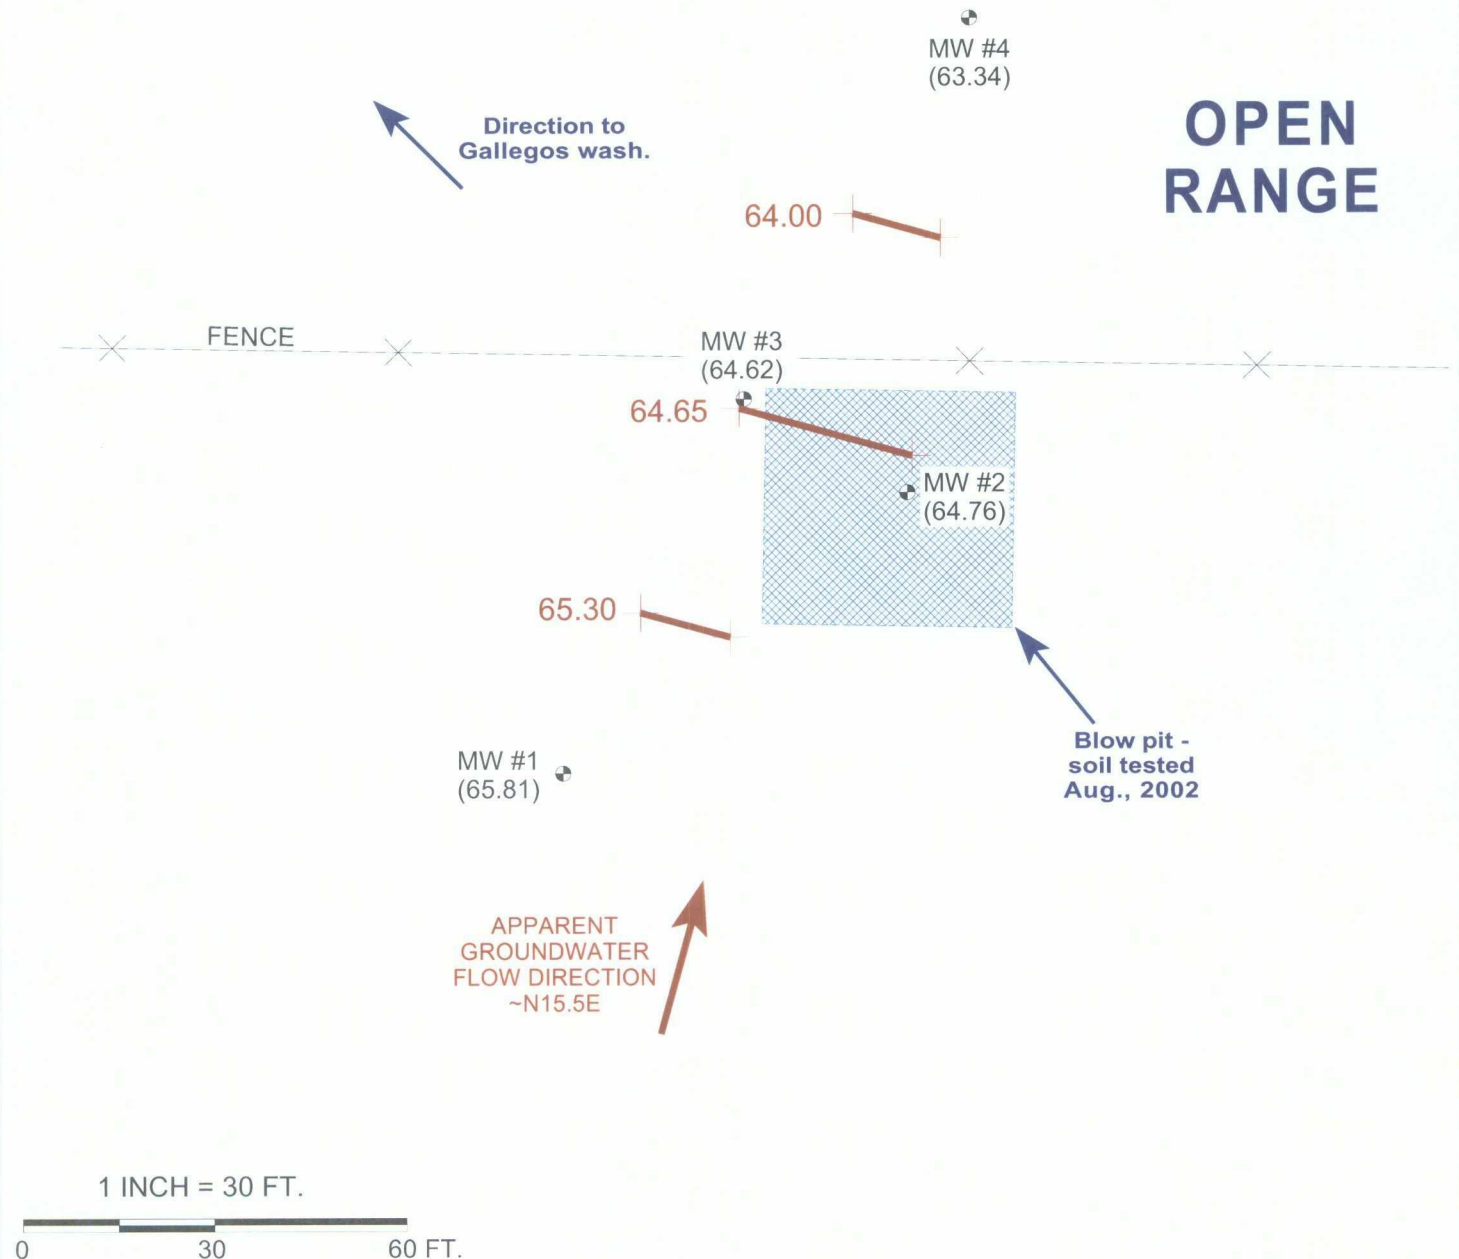 MW #4
(63.34)
OPEN
RANGE
Direction to
Gallegos wash.
64.00
FENCE
MW #3
(64.62)
64.65
MW #2
(64.76)
65.30
Blow pit -
soil tested
Aug., 2002
MW #1
(65.81)
APPARENT
GROUNDWATER
FLOW DIRECTION
~N15.5E
1 INCH = 30 FT.
0 30 60 FT.